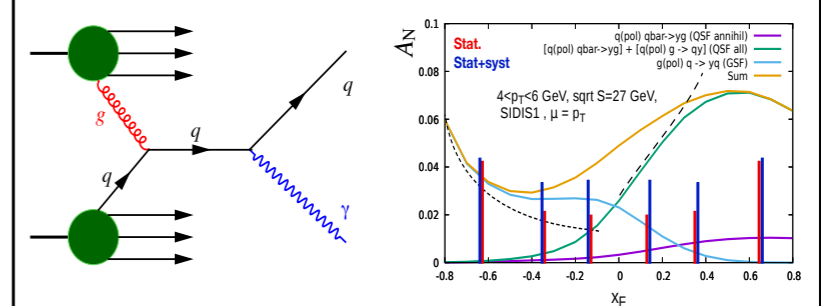 g
q
q
q
γ
A_N
0.1
0.08
0.06
0.04
0.02
0
-0.8 -0.6 -0.4 -0.2 0 0.2 0.4 0.6 0.8
x_F
Stat.
Stat+syst
q(pol) qbar->γg (QSF annihil)
[q(pol) qbar->γg] + [q(pol) g -> qγ] (QSF all)
g(pol) q -> γq (GSF)
Sum
4<p_T<6 GeV, sqrt S=27 GeV,
SIDIS1 , μ = p_T